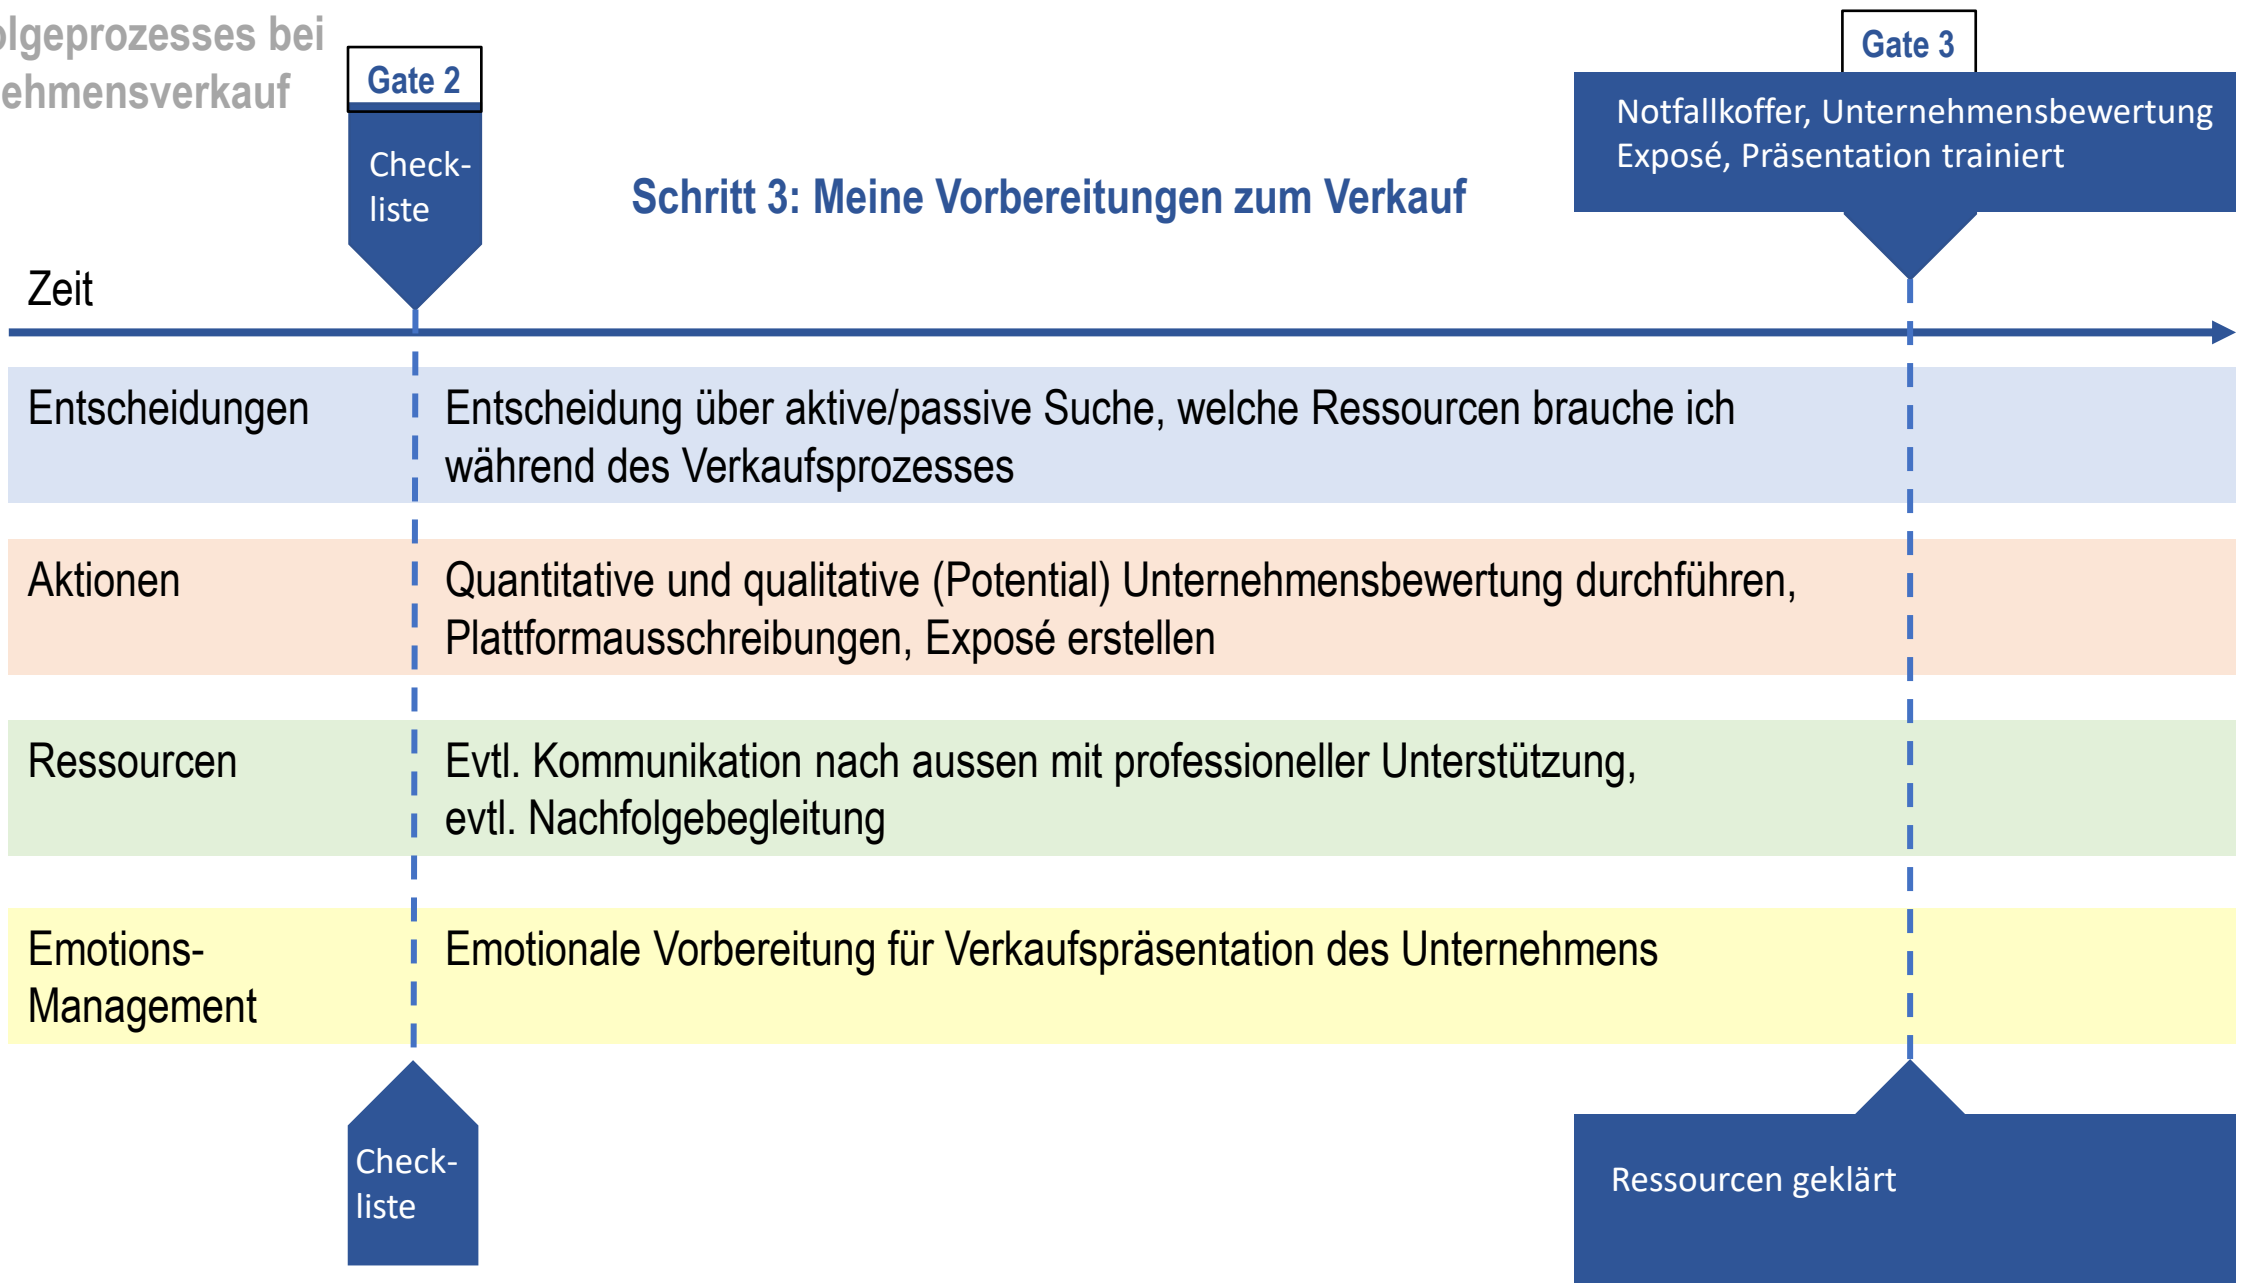 olgeprozesses bei
ehmensverkauf
Gate 2
Check-
liste
Schritt 3: Meine Vorbereitungen zum Verkauf
Gate 3
Notfallkoffer, Unternehmensbewertung
Exposé, Präsentation trainiert
Zeit
Entscheidungen
Entscheidung über aktive/passive Suche, welche Ressourcen brauche ich
während des Verkaufsprozesses
Aktionen
Quantitative und qualitative (Potential) Unternehmensbewertung durchführen,
Plattformausschreibungen, Exposé erstellen
Ressourcen
Evtl. Kommunikation nach aussen mit professioneller Unterstützung,
evtl. Nachfolgebegleitung
Emotions-
Management
Emotionale Vorbereitung für Verkaufspräsentation des Unternehmens
Check-
liste
Ressourcen geklärt